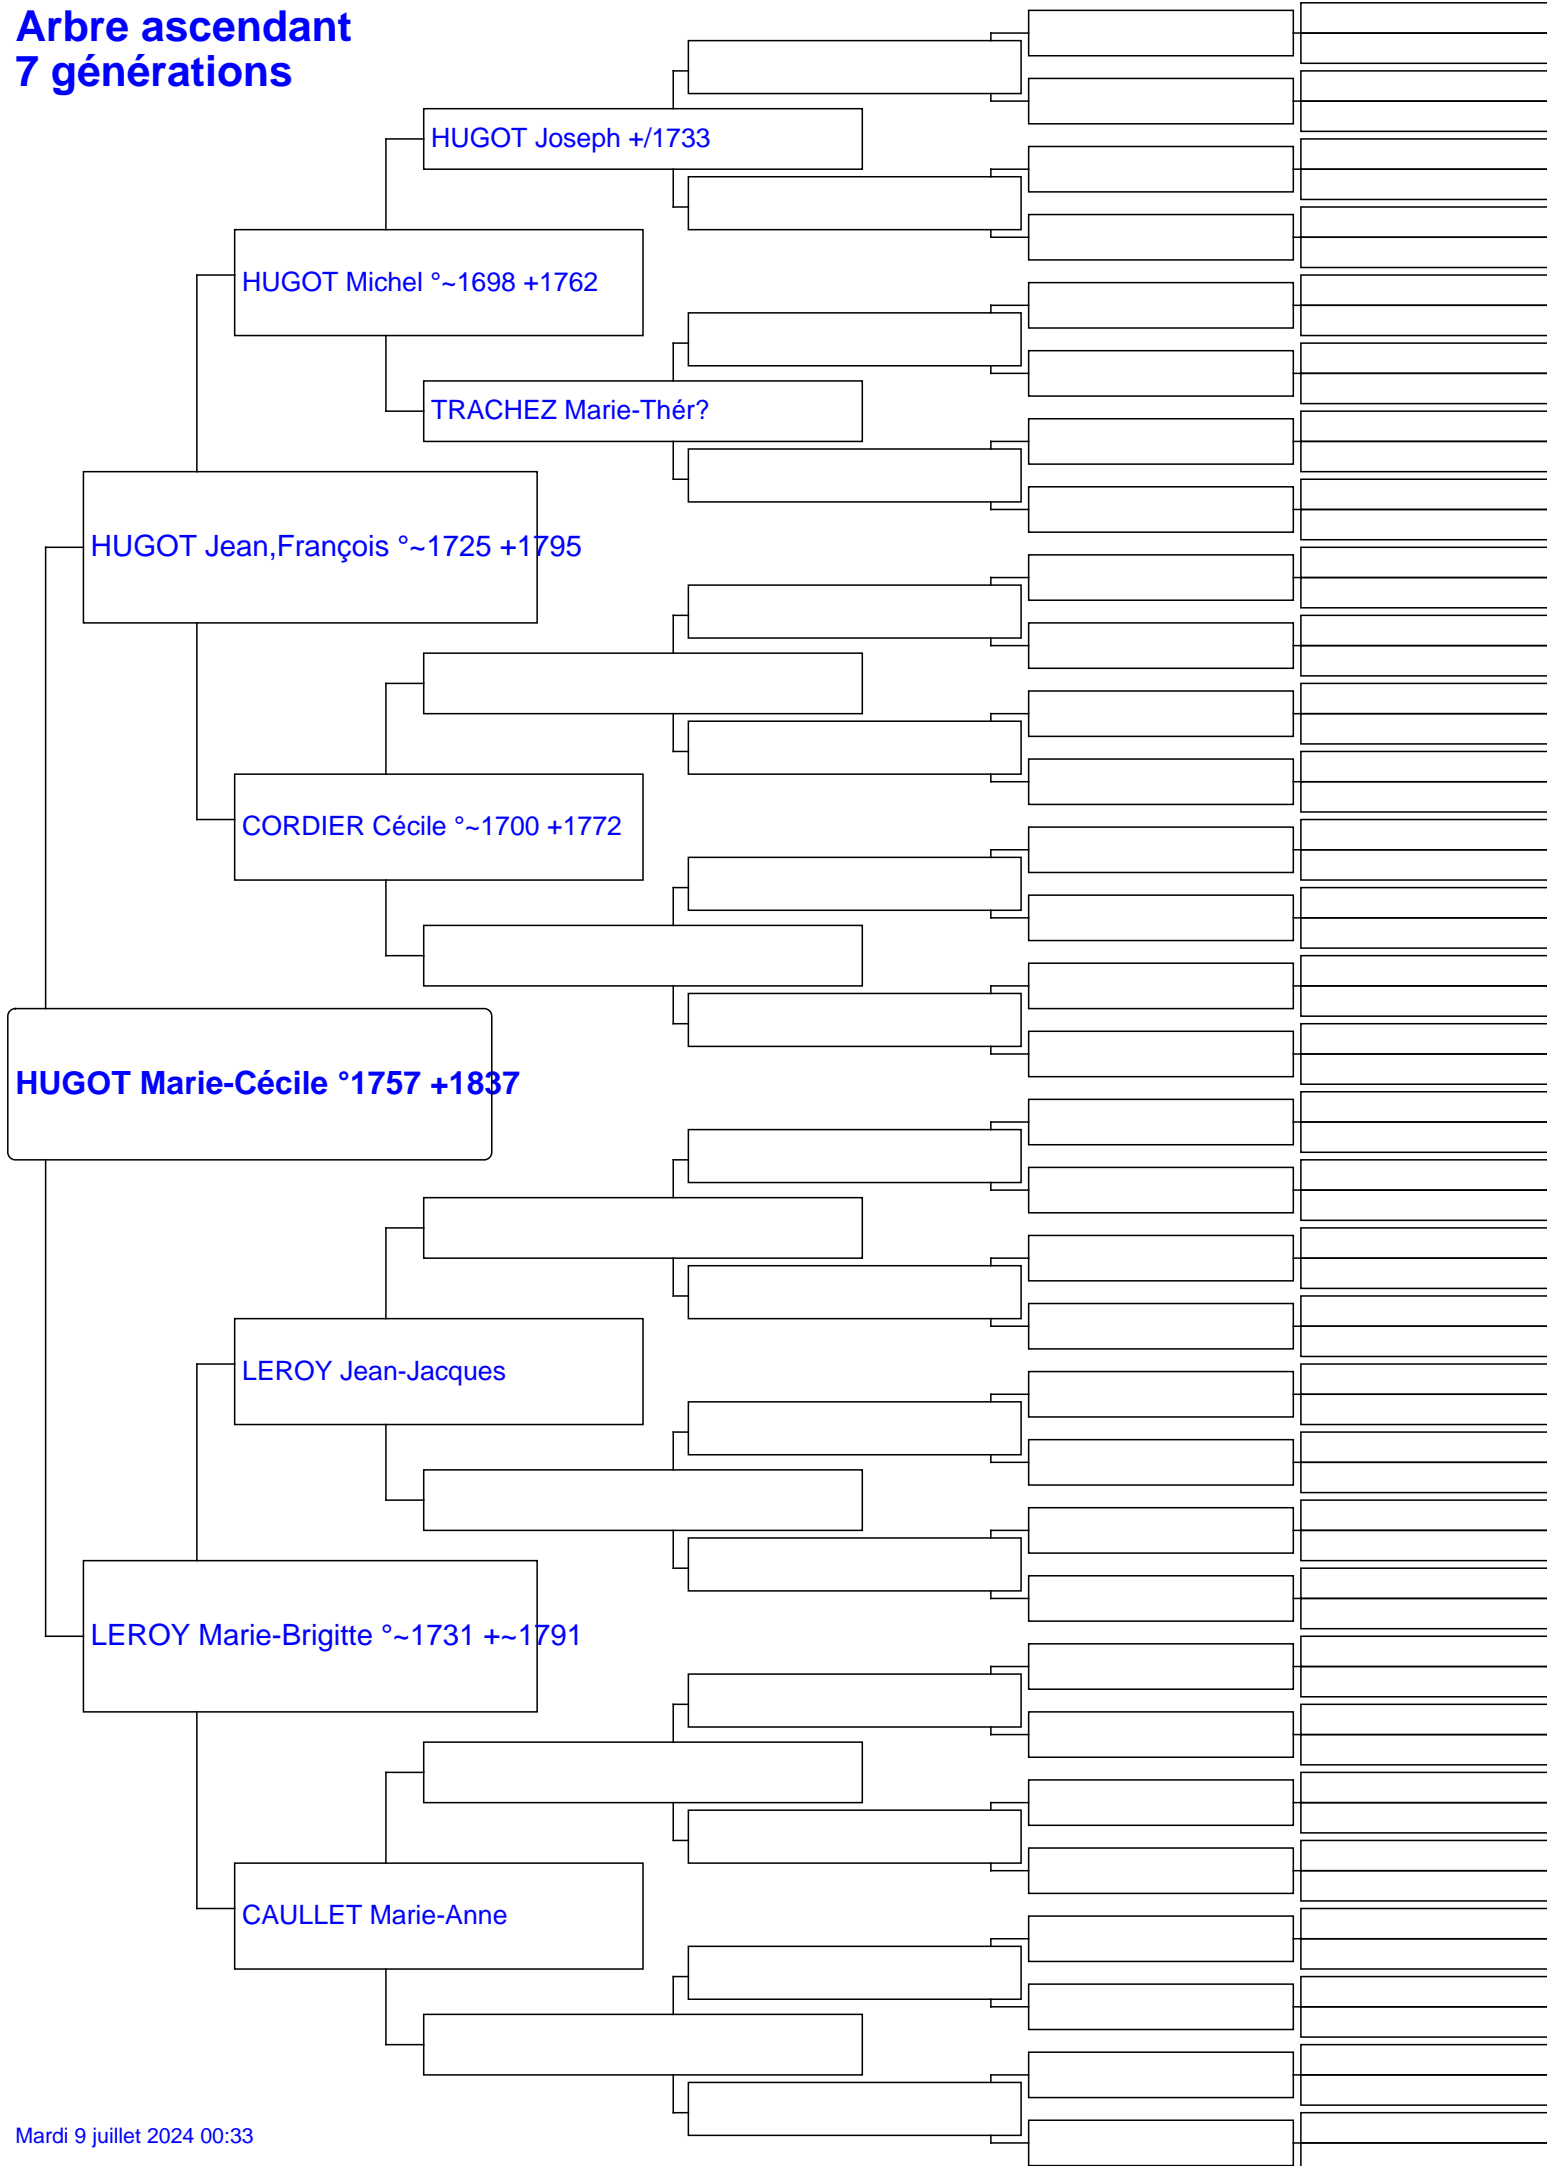 Arbre ascendant
7 générations
HUGOT Joseph +/1733
HUGOT Michel °~1698 +1762
TRACHEZ Marie-Thér?
HUGOT Jean,François °~1725 +1795
CORDIER Cécile °~1700 +1772
HUGOT Marie-Cécile °1757 +1837
LEROY Jean-Jacques
LEROY Marie-Brigitte °~1731 +~1791
CAULLET Marie-Anne
Mardi 9 juillet 2024 00:33